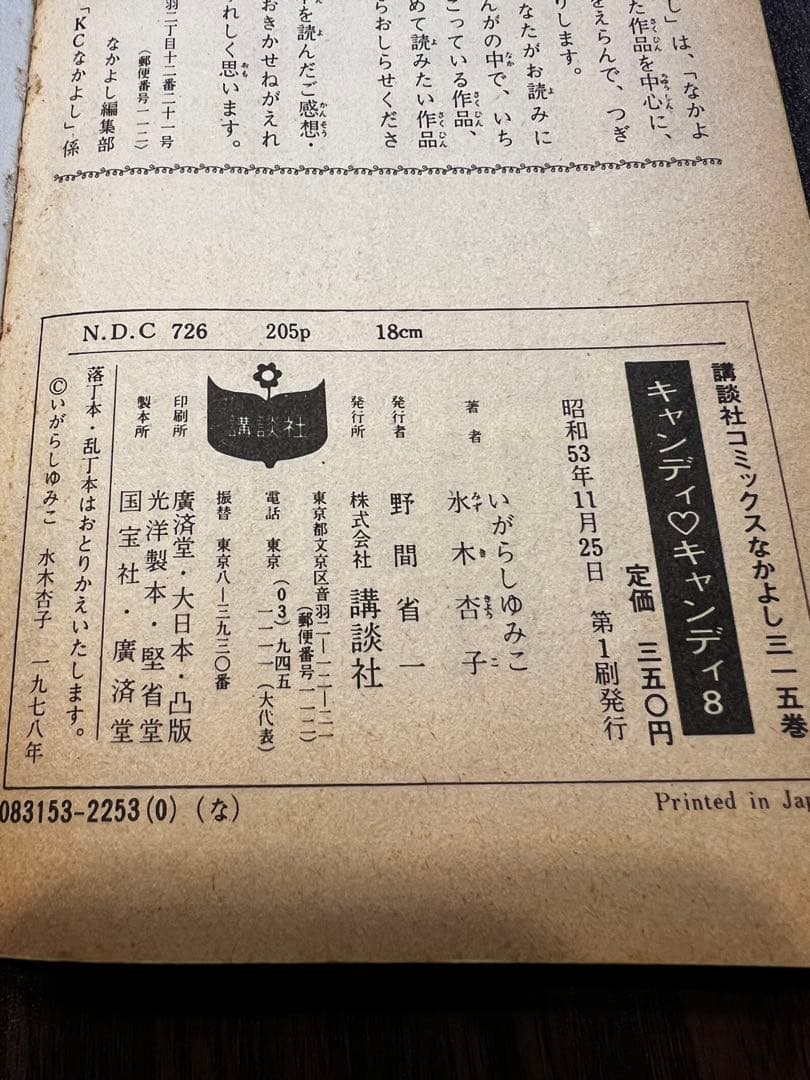 し」は、「なかよ
た作品を中心に、
をえらんで、つぎ
りします。
なたがお読みに
んがの中で、いち
こっている作品、
めて読みたい作品
らおしらせくださ
を読んだご感想・
おきかせねがえれ
れしく思います。
羽二丁目十二番二十一号
(郵便番号一一二)
なかよし編集部
「KCなかよし」係
N.D.C 726 205p 18cm
講談社コミックスなかよし三一五巻
キャンディ♡キャンディ8
定価 三五〇円
昭和53年11月25日 第1刷発行
著者 いがらしゆみこ
水木杏子
発行者 野間省一
発行所 株式会社 講談社
東京都文京区音羽二―一二―二一
(郵便番号一一二)
電話 東京(03)九四五
一一一一(大代表)
振替 東京八―三九三〇番
講談社
印刷所 廣済堂・大日本・凸版
製本所 光洋製本・堅省堂
国宝社・廣済堂
落丁本・乱丁本はおとりかえいたします。
©いがらしゆみこ 水木杏子 一九七八年
083153-2253(0)(な)
Printed in Jap